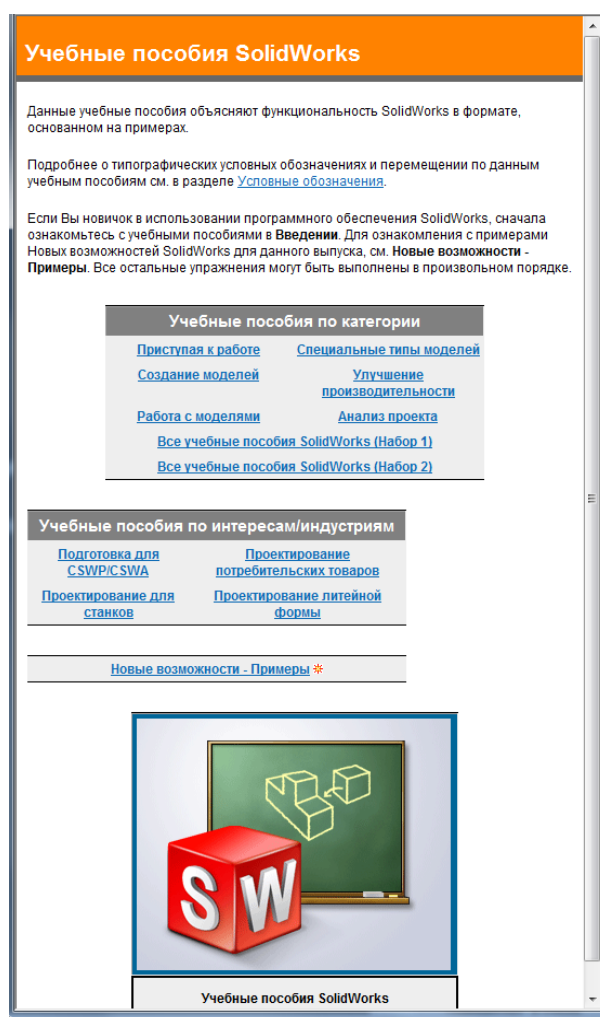 Учебные пособия SolidWorks
Данные учебные пособия объясняют функциональность SolidWorks в формате,
основанном на примерах.
Подробнее о типографических условных обозначениях и перемещении по данным
учебным пособиям см. в разделе Условные обозначения.
Если Вы новичок в использовании программного обеспечения SolidWorks, сначала
ознакомьтесь с учебными пособиями в Введении. Для ознакомления с примерами
Новых возможностей SolidWorks для данного выпуска, см. Новые возможности -
Примеры. Все остальные упражнения могут быть выполнены в произвольном порядке.
Учебные пособия по категории
Приступая к работе Специальные типы моделей
Создание моделей Улучшение
производительности
Работа с моделями Анализ проекта
Все учебные пособия SolidWorks (Набор 1)
Все учебные пособия SolidWorks (Набор 2)
Учебные пособия по интересам/индустриям
Подготовка для Проектирование
CSWP/CSWA потребительских товаров
Проектирование для Проектирование литейной
станков формы
Новые возможности - Примеры
S W
Учебные пособия SolidWorks